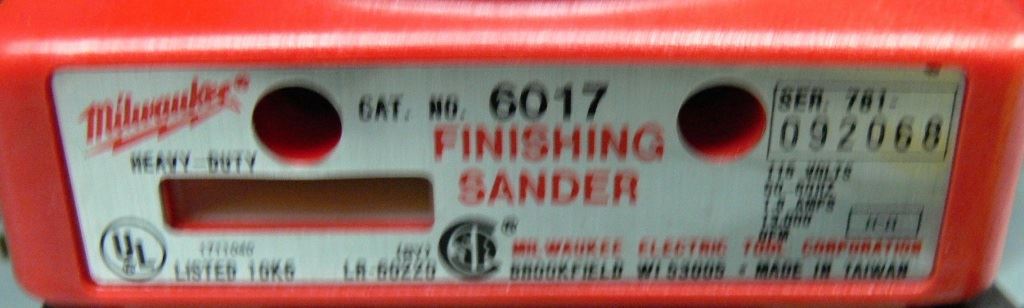 Milwaukee®
HEAVY DUTY
CAT. NO. 6017
FINISHING
SANDER
SER. 781-
092068
115 VOLTS
UL
LISTED
SA ®
MILWAUKEE ELECTRIC TOOL CORPORATION
BROOKFIELD WI 53005 - MADE IN TAIWAN